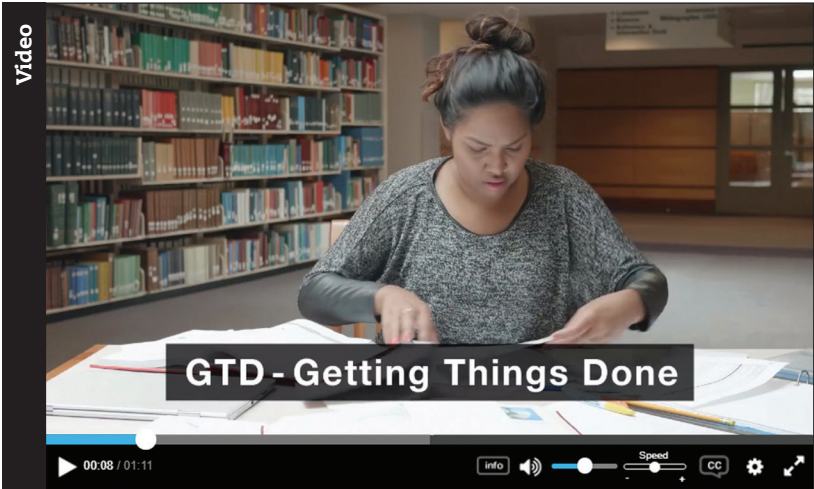 Video
GTD - Getting Things Done
00:08 / 01:11
info
Speed
- +
CC